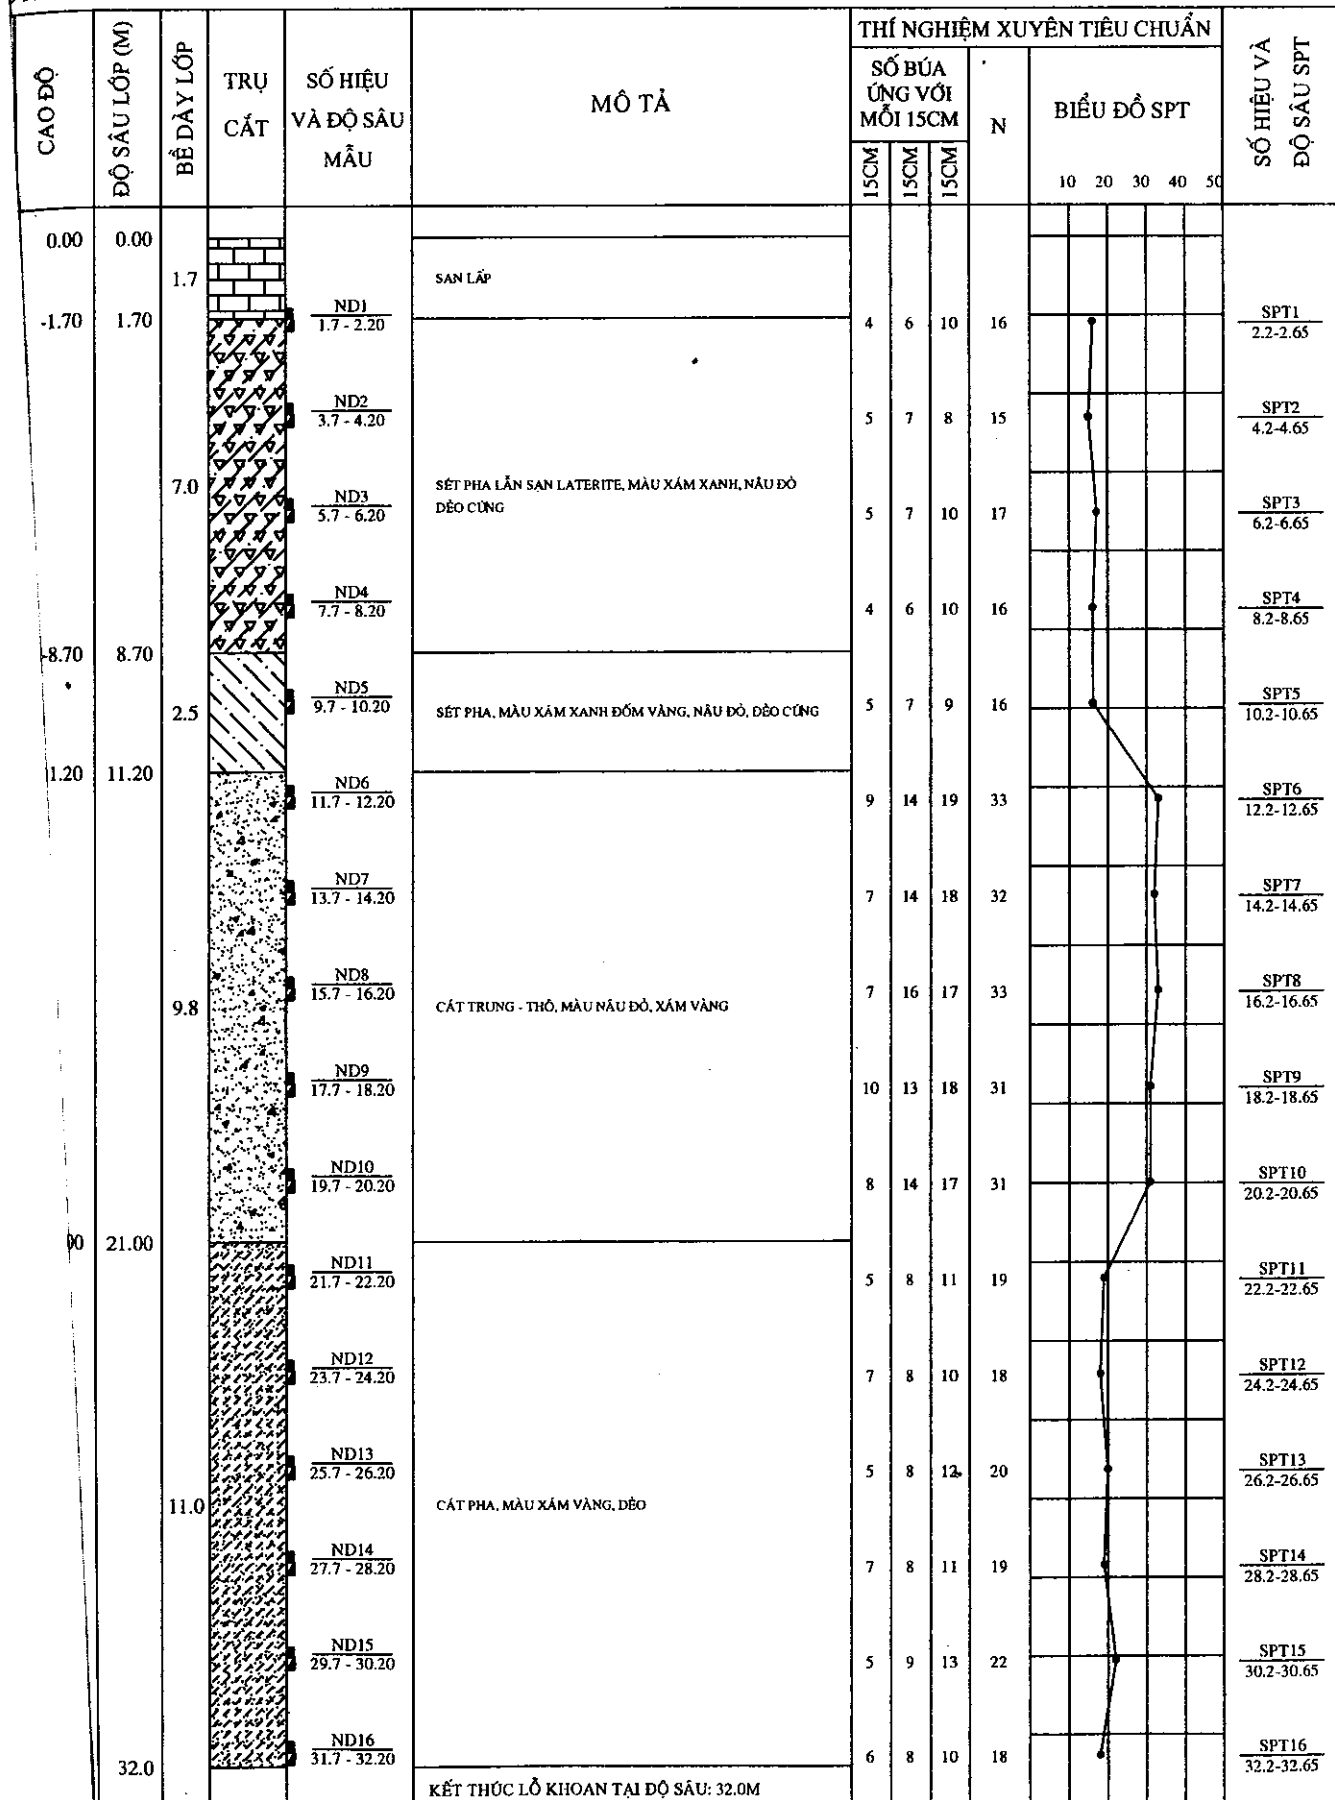 CAO ĐỘ
ĐỘ SÂU LỚP (M)
BỀ DÀY LỚP
TRỤ
CẮT
SỐ HIỆU
VÀ ĐỘ SÂU
MẪU
MÔ TẢ
THÍ NGHIỆM XUYÊN TIÊU CHUẨN
SỐ BÚA
ỨNG VỚI
MỖI 15CM
15CM 15CM 15CM
N
BIỂU ĐỒ SPT
10 20 30 40 50
SỐ HIỆU VÀ
ĐỘ SÂU SPT
0.00 0.00
1.7
SAN LẤP
-1.70 1.70
ND1
1.7 - 2.20
4 6 10 16
SPT1
2.2-2.65
ND2
3.7 - 4.20
5 7 8 15
SPT2
4.2-4.65
7.0
SÉT PHA LẪN SẠN LATERITE, MÀU XÁM XANH, NÂU ĐỎ
DẺO CỨNG
ND3
5.7 - 6.20
5 7 10 17
SPT3
6.2-6.65
ND4
7.7 - 8.20
4 6 10 16
SPT4
8.2-8.65
-8.70 8.70
2.5
ND5
9.7 - 10.20
SÉT PHA, MÀU XÁM XANH ĐỐM VÀNG, NÂU ĐỎ, DẺO CỨNG
5 7 9 16
SPT5
10.2-10.65
1.20 11.20
ND6
11.7 - 12.20
9 14 19 33
SPT6
12.2-12.65
ND7
13.7 - 14.20
7 14 18 32
SPT7
14.2-14.65
9.8
ND8
15.7 - 16.20
CÁT TRUNG - THÔ, MÀU NÂU ĐỎ, XÁM VÀNG
7 16 17 33
SPT8
16.2-16.65
ND9
17.7 - 18.20
10 13 18 31
SPT9
18.2-18.65
ND10
19.7 - 20.20
8 14 17 31
SPT10
20.2-20.65
00 21.00
ND11
21.7 - 22.20
5 8 11 19
SPT11
22.2-22.65
ND12
23.7 - 24.20
7 8 10 18
SPT12
24.2-24.65
ND13
25.7 - 26.20
5 8 12 20
SPT13
26.2-26.65
11.0
CÁT PHA, MÀU XÁM VÀNG, DẺO
ND14
27.7 - 28.20
7 8 11 19
SPT14
28.2-28.65
ND15
29.7 - 30.20
5 9 13 22
SPT15
30.2-30.65
ND16
31.7 - 32.20
6 8 10 18
SPT16
32.2-32.65
32.0
KẾT THÚC LỖ KHOAN TẠI ĐỘ SÂU: 32.0M